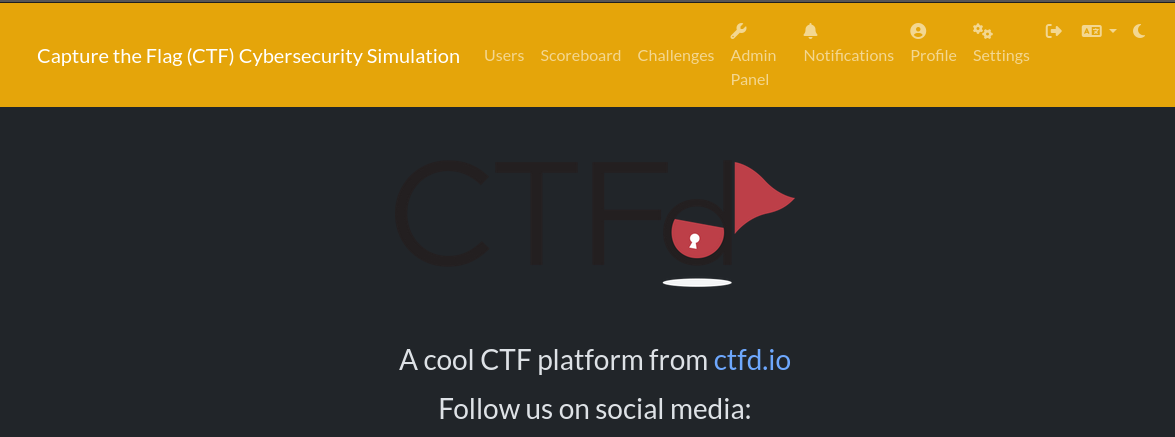 Capture the Flag (CTF) Cybersecurity Simulation
Users
Scoreboard
Challenges
Admin
Panel
Notifications
Profile
Settings
CTFd
A cool CTF platform from ctfd.io
Follow us on social media: